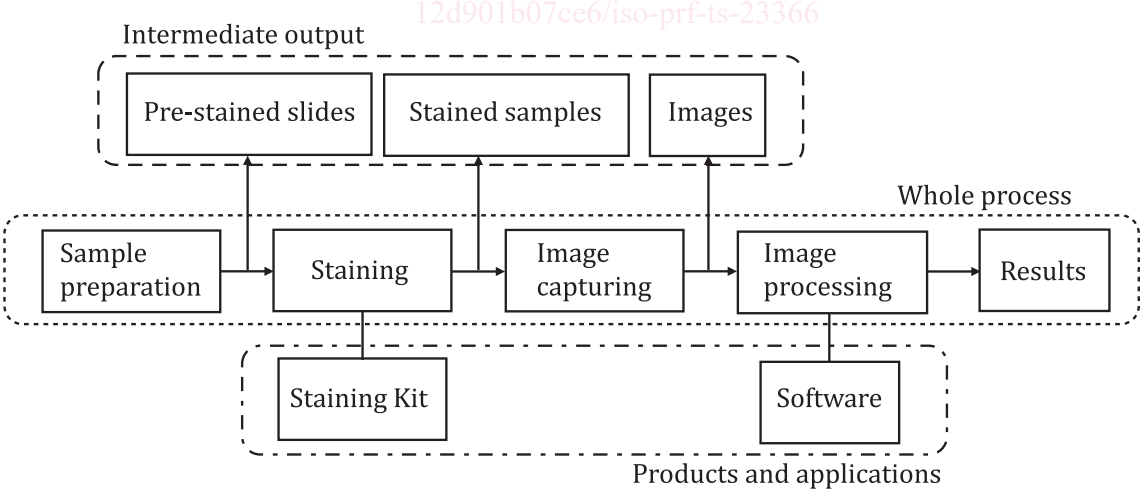 12d901b07ce6/iso-prf-ts-23366
Intermediate output
Pre-stained slides
Stained samples
Images
Whole process
Sample
preparation
Staining
Image
capturing
Image
processing
Results
Staining Kit
Software
Products and applications